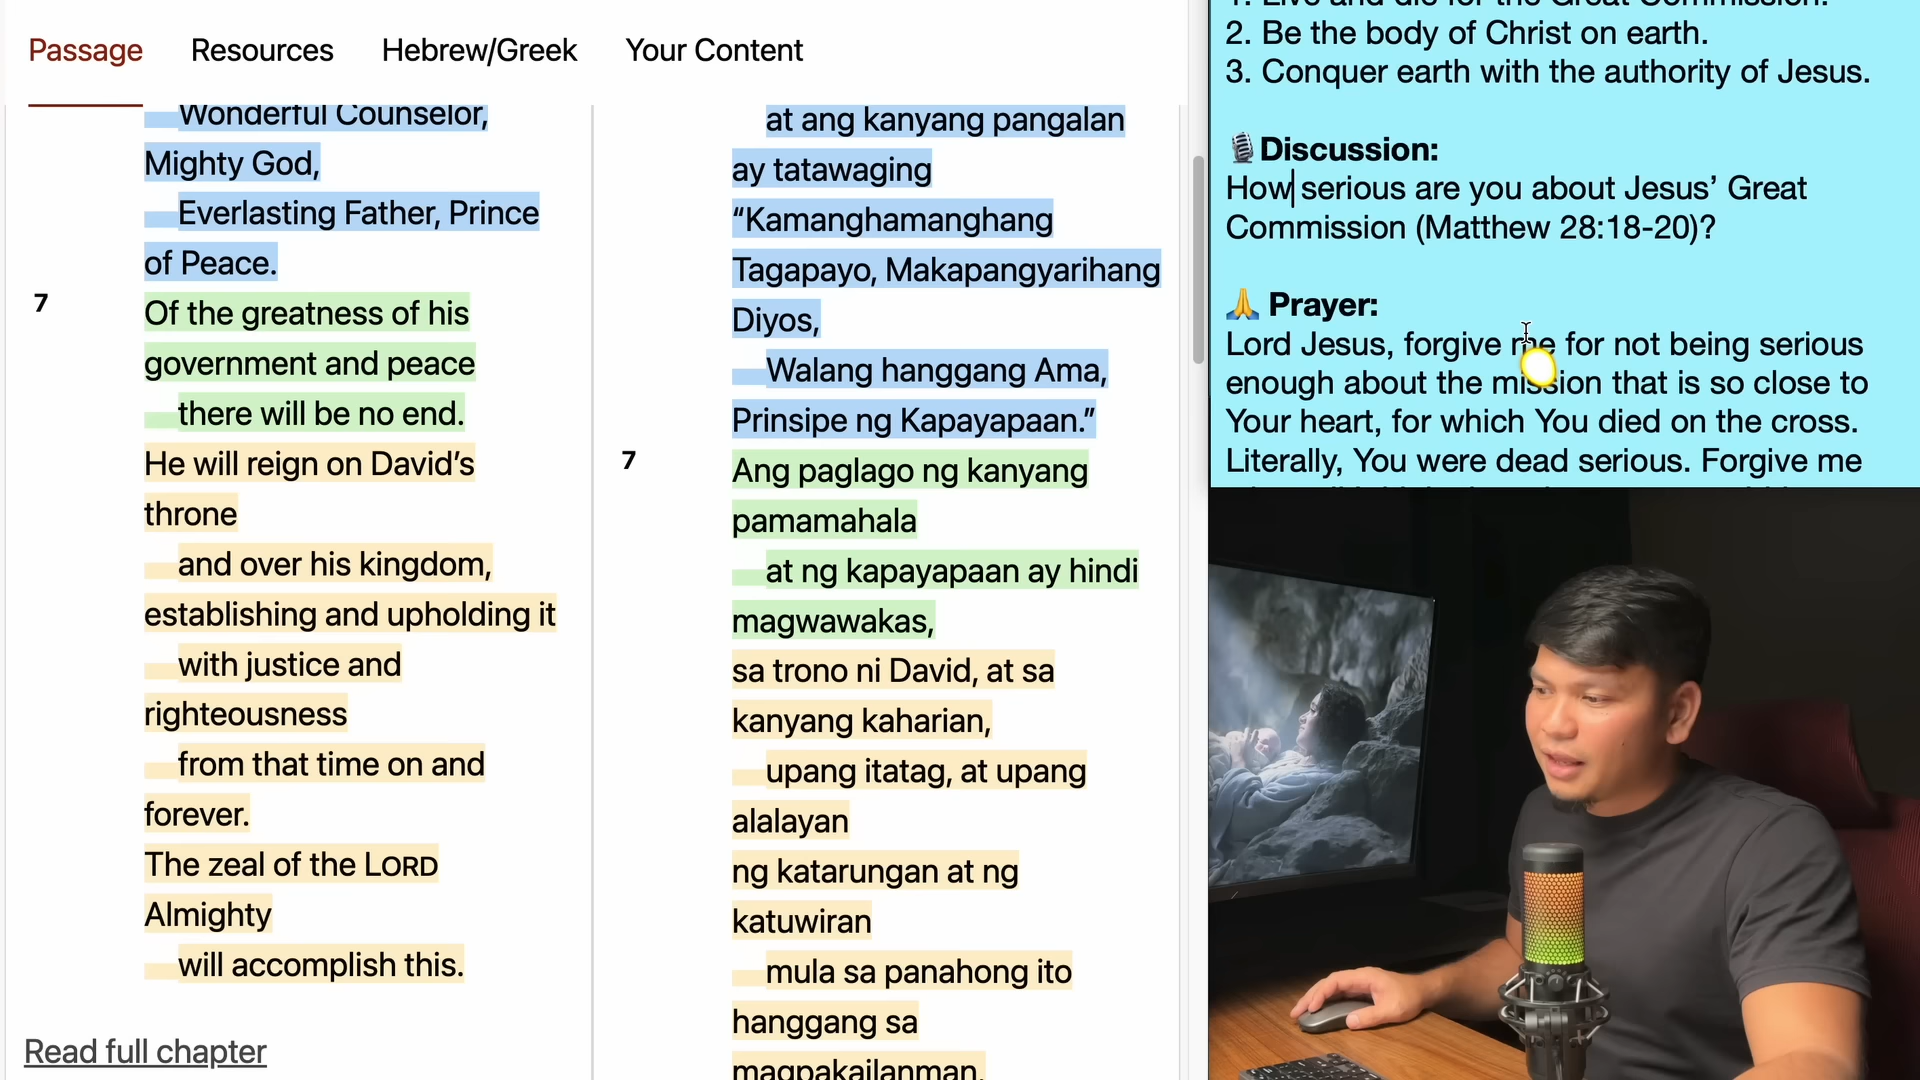 Passage Resources Hebrew/Greek Your Content
Wonderful Counselor,
Mighty God,
Everlasting Father, Prince
of Peace.
7 Of the greatness of his
government and peace
there will be no end.
He will reign on David’s
throne
and over his kingdom,
establishing and upholding it
with justice and
righteousness
from that time on and
forever.
The zeal of the LORD
Almighty
will accomplish this.
Read full chapter
at ang kanyang pangalan
ay tatawaging
“Kamanghamanghang
Tagapayo, Makapangyarihang
Diyos,
Walang hanggang Ama,
Prinsipe ng Kapayapaan.”
7 Ang paglago ng kanyang
pamamahala
at ng kapayapaan ay hindi
magwawakas,
sa trono ni David, at sa
kanyang kaharian,
upang itatag, at upang
alalayan
ng katarungan at ng
katuwiran
mula sa panahong ito
hanggang sa
magpakailanman.
1. Live and die for the Great Commission.
2. Be the body of Christ on earth.
3. Conquer earth with the authority of Jesus.
🎙️Discussion:
How serious are you about Jesus’ Great
Commission (Matthew 28:18-20)?
🙏 Prayer:
Lord Jesus, forgive me for not being serious
enough about the mission that is so close to
Your heart, for which You died on the cross.
Literally, You were dead serious. Forgive me